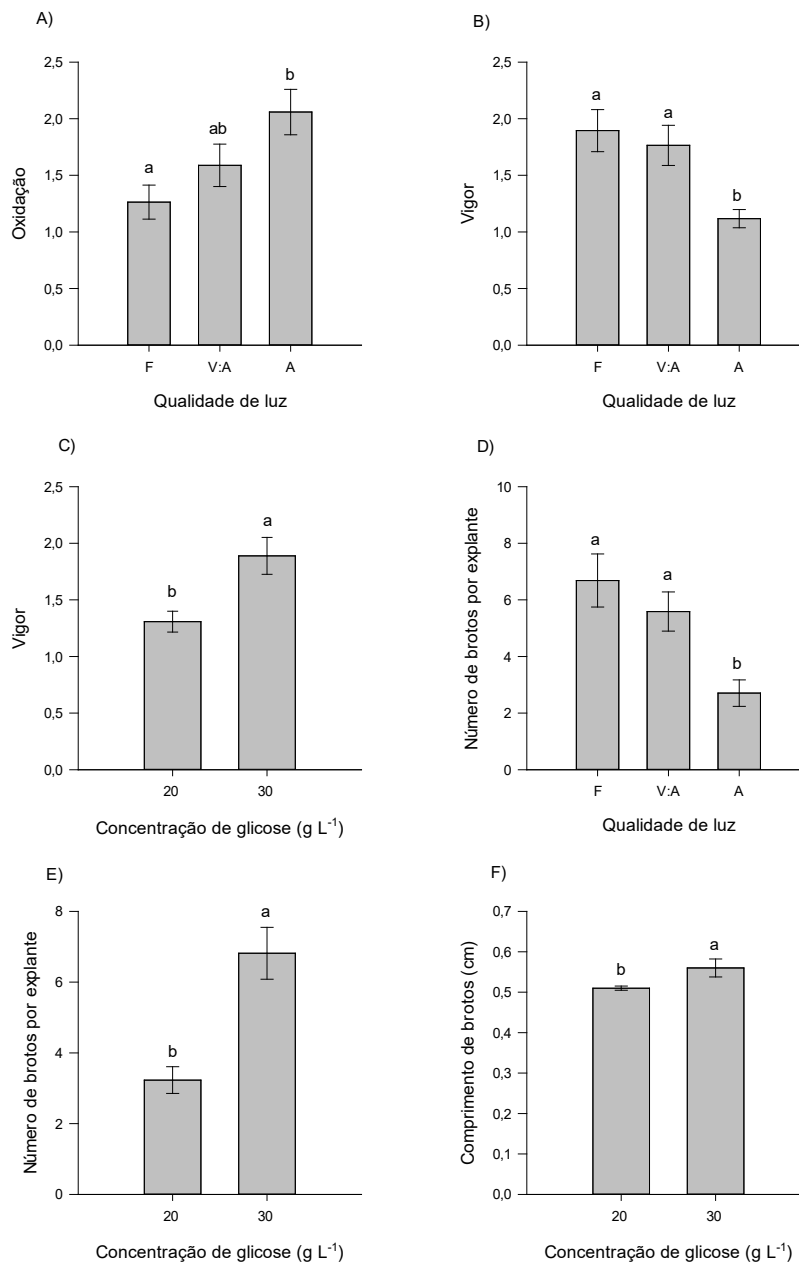 A)
2,5
2,0
1,5
1,0
0,5
0,0
Oxidação
a
ab
b
F V:A A
Qualidade de luz
B)
2,5
2,0
1,5
1,0
0,5
0,0
Vigor
a
a
b
F V:A A
Qualidade de luz
C)
2,5
2,0
1,5
1,0
0,5
0,0
Vigor
b
a
20 30
Concentração de glicose (g L⁻¹)
D)
10
8
6
4
2
0
Número de brotos por explante
a
a
b
F V:A A
Qualidade de luz
E)
8
6
4
2
0
Número de brotos por explante
b
a
20 30
Concentração de glicose (g L⁻¹)
F)
0,7
0,6
0,5
0,4
0,3
0,2
0,1
0,0
Comprimento de brotos (cm)
b
a
20 30
Concentração de glicose (g L⁻¹)